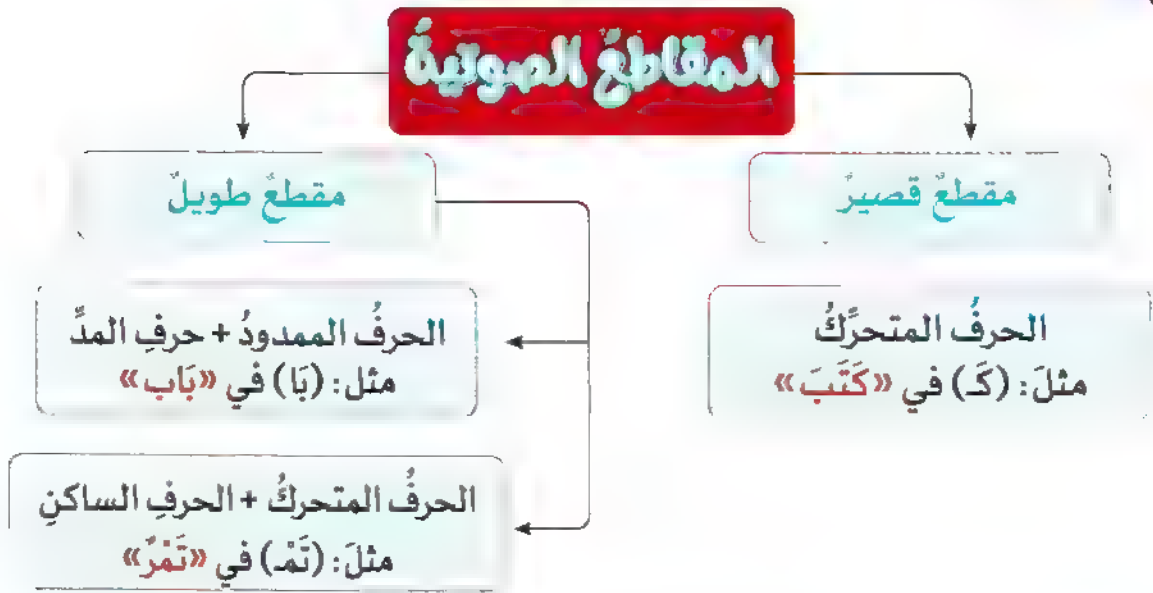 المقاطعُ الصوتيةُ
مقطعٌ قصيرٌ
الحرفُ المتحرِّكُ
مثلَ: (كَـ) في «كَتَبَ»
مقطعٌ طويلٌ
الحرفُ الممدودُ + حرفِ المدِّ
مثل: (بَا) في «بَاب»
الحرفُ المتحركُ + الحرفِ الساكنِ
مثلَ: (تَمْـ) في «تَمْرٌ»